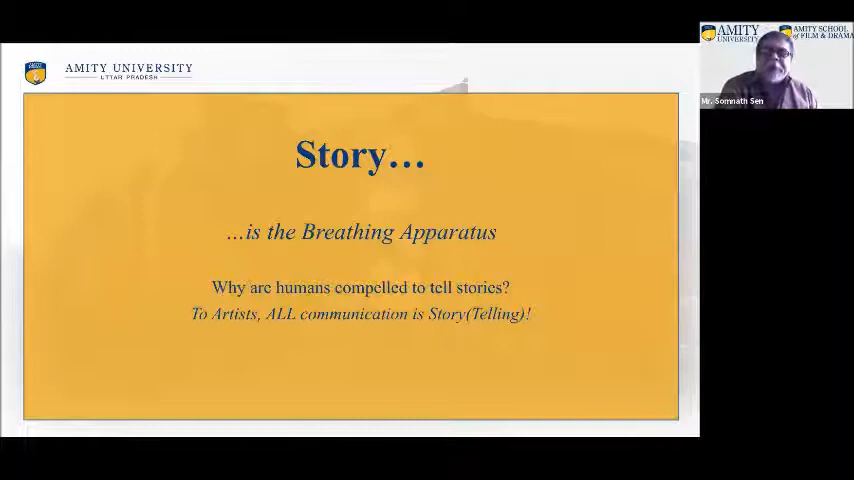 AMITY UNIVERSITY
UTTAR PRADESH
Story...
...is the Breathing Apparatus
Why are humans compelled to tell stories?
To Artists, ALL communication is Story(Telling)!
AMITY
UNIVERSITY
AMITY SCHOOL
of FILM & DRAMA
Mr. Somnath Sen